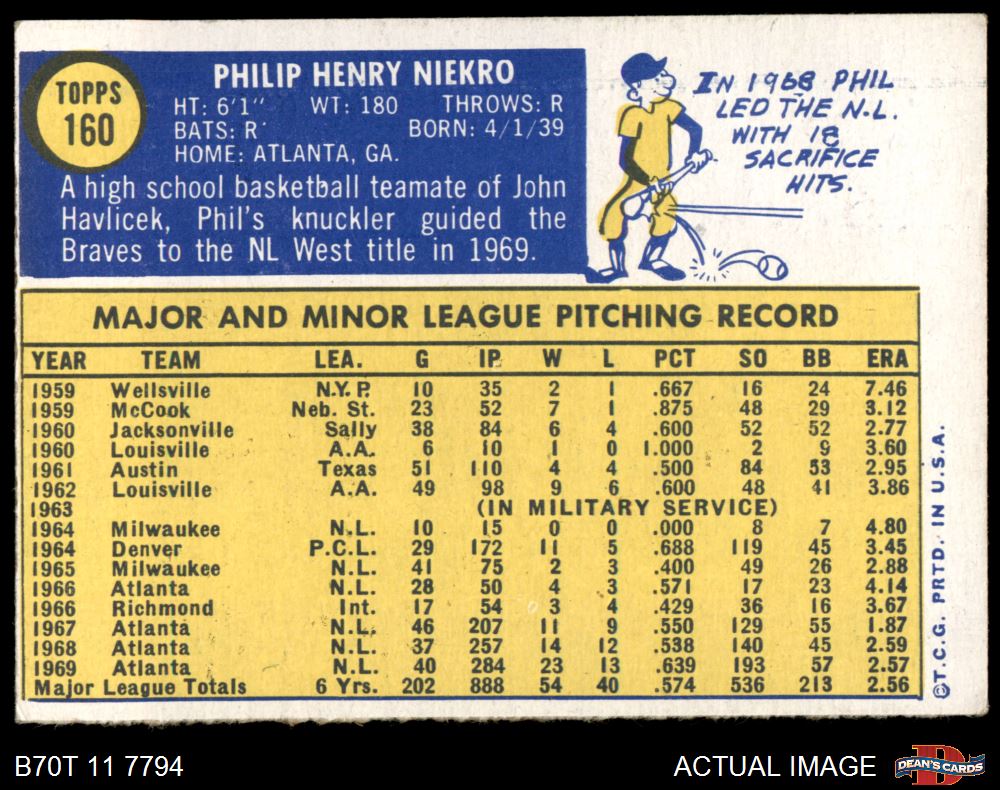 TOPPS
160
PHILIP HENRY NIEKRO
HT: 6'1" WT: 180 THROWS: R
BATS: R BORN: 4/1/39
HOME: ATLANTA, GA.
A high school basketball teamate of John
Havlicek, Phil's knuckler guided the
Braves to the NL West title in 1969.
IN 1968 PHIL
LED THE N.L.
WITH 18
SACRIFICE
HITS.
MAJOR AND MINOR LEAGUE PITCHING RECORD
YEAR TEAM LEA. G IP W L PCT SO BB ERA
1959 Wellsville N.Y.P. 10 35 2 1 .667 16 24 7.46
1959 McCook Neb. St. 23 52 7 1 .875 48 29 3.12
1960 Jacksonville Sally 38 84 6 4 .600 52 52 2.77
1960 Louisville A.A. 6 10 1 0 1.000 2 9 3.60
1961 Austin Texas 51 110 4 4 .500 84 53 2.95
1962 Louisville A.A. 49 98 9 6 .600 48 41 3.86
1963 (IN MILITARY SERVICE)
1964 Milwaukee N.L. 10 15 0 0 .000 8 7 4.80
1964 Denver P.C.L. 29 172 11 5 .688 119 45 3.45
1965 Milwaukee N.L. 41 75 2 3 .400 49 26 2.88
1966 Atlanta N.L. 28 50 4 3 .571 17 23 4.14
1966 Richmond Int. 17 54 3 4 .429 36 16 3.67
1967 Atlanta N.L. 46 207 11 9 .550 129 55 1.87
1968 Atlanta N.L. 37 257 14 12 .538 140 45 2.59
1969 Atlanta N.L. 40 284 23 13 .639 193 57 2.57
Major League Totals 6 Yrs. 202 888 54 40 .574 536 213 2.56
©T.C.G. PRTD. IN U.S.A.
B70T 11 7794
ACTUAL IMAGE
DEAN'S CARDS